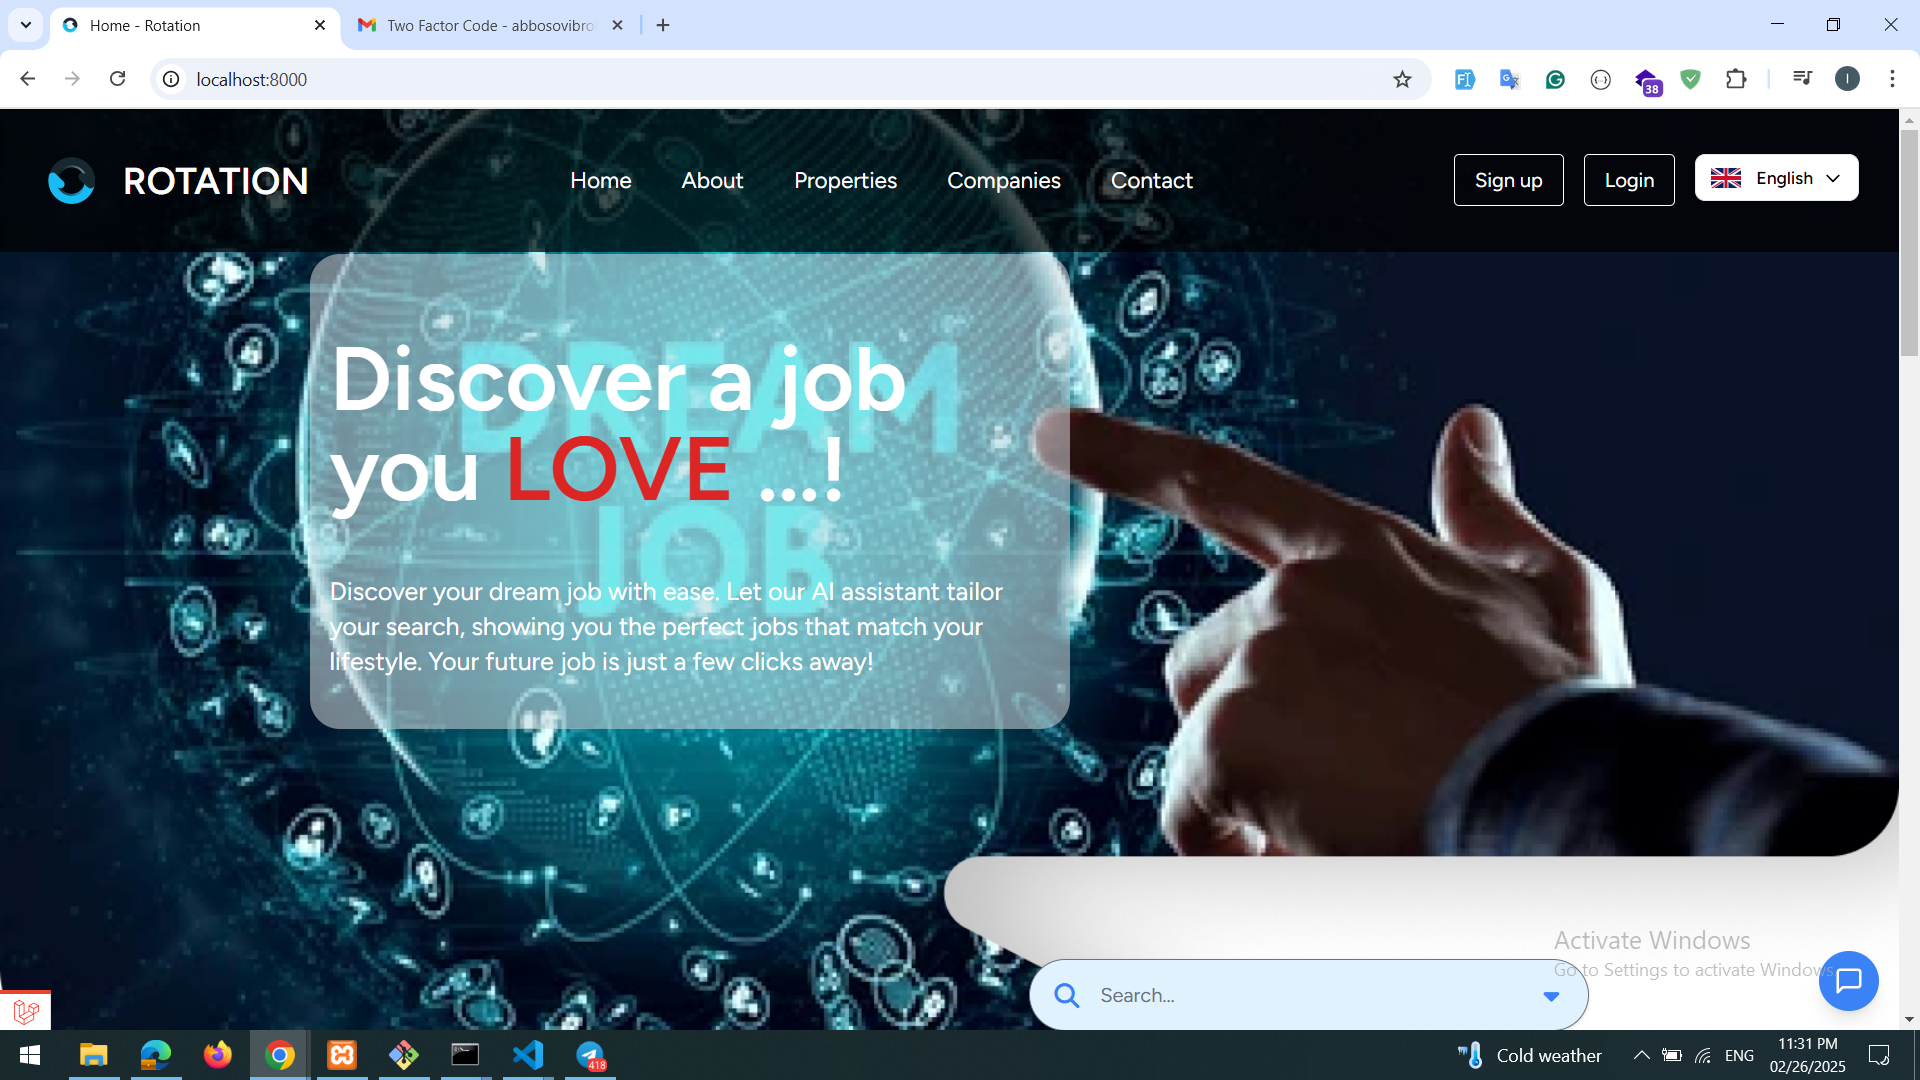 Home - Rotation
Two Factor Code - abbosovibro
localhost:8000
38
ROTATION
Home
About
Properties
Companies
Contact
Sign up
Login
English
DREAM
JOB
Discover a job
you LOVE ...!
Discover your dream job with ease. Let our AI assistant tailor
your search, showing you the perfect jobs that match your
lifestyle. Your future job is just a few clicks away!
Activate Windows
Go to Settings to activate Windows
Search...
418
Cold weather
ENG
11:31 PM
02/26/2025